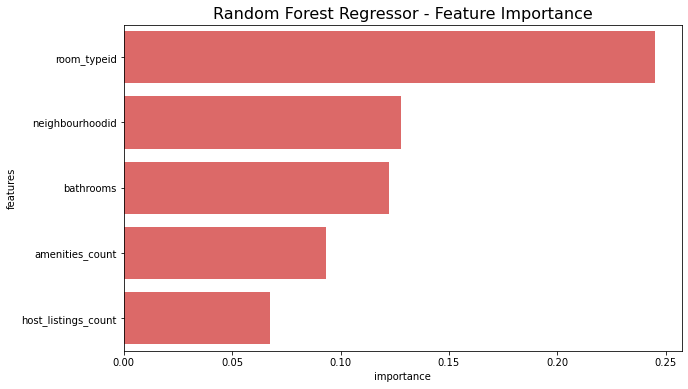 Random Forest Regressor - Feature Importance
room_typeid
neighbourhoodid
bathrooms
amenities_count
host_listings_count
features
0.00 0.05 0.10 0.15 0.20 0.25
importance